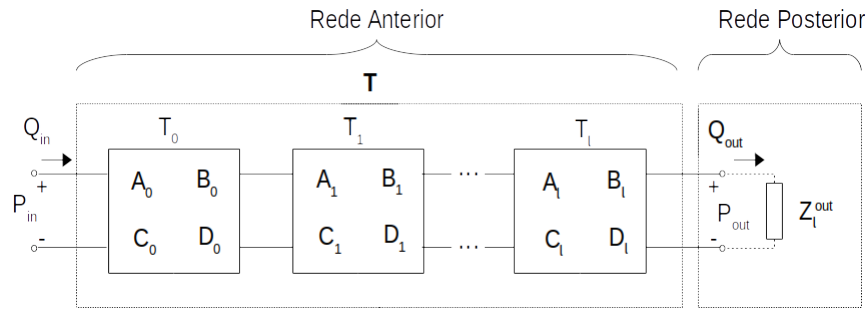 Rede Anterior Rede Posterior
T
Q_in T_0 T_1 T_l Q_out
A_0 B_0 A_1 B_1 ... A_l B_l
+ +
P_in P_out Z_l^out
- -
C_0 D_0 C_1 D_1 ... C_l D_l